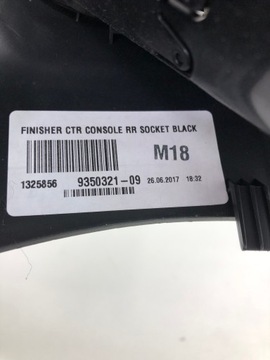 FINISHER CTR CONSOLE RR SOCKET BLACK
M18
1325856 9350321-09 26.06.2017 18:32